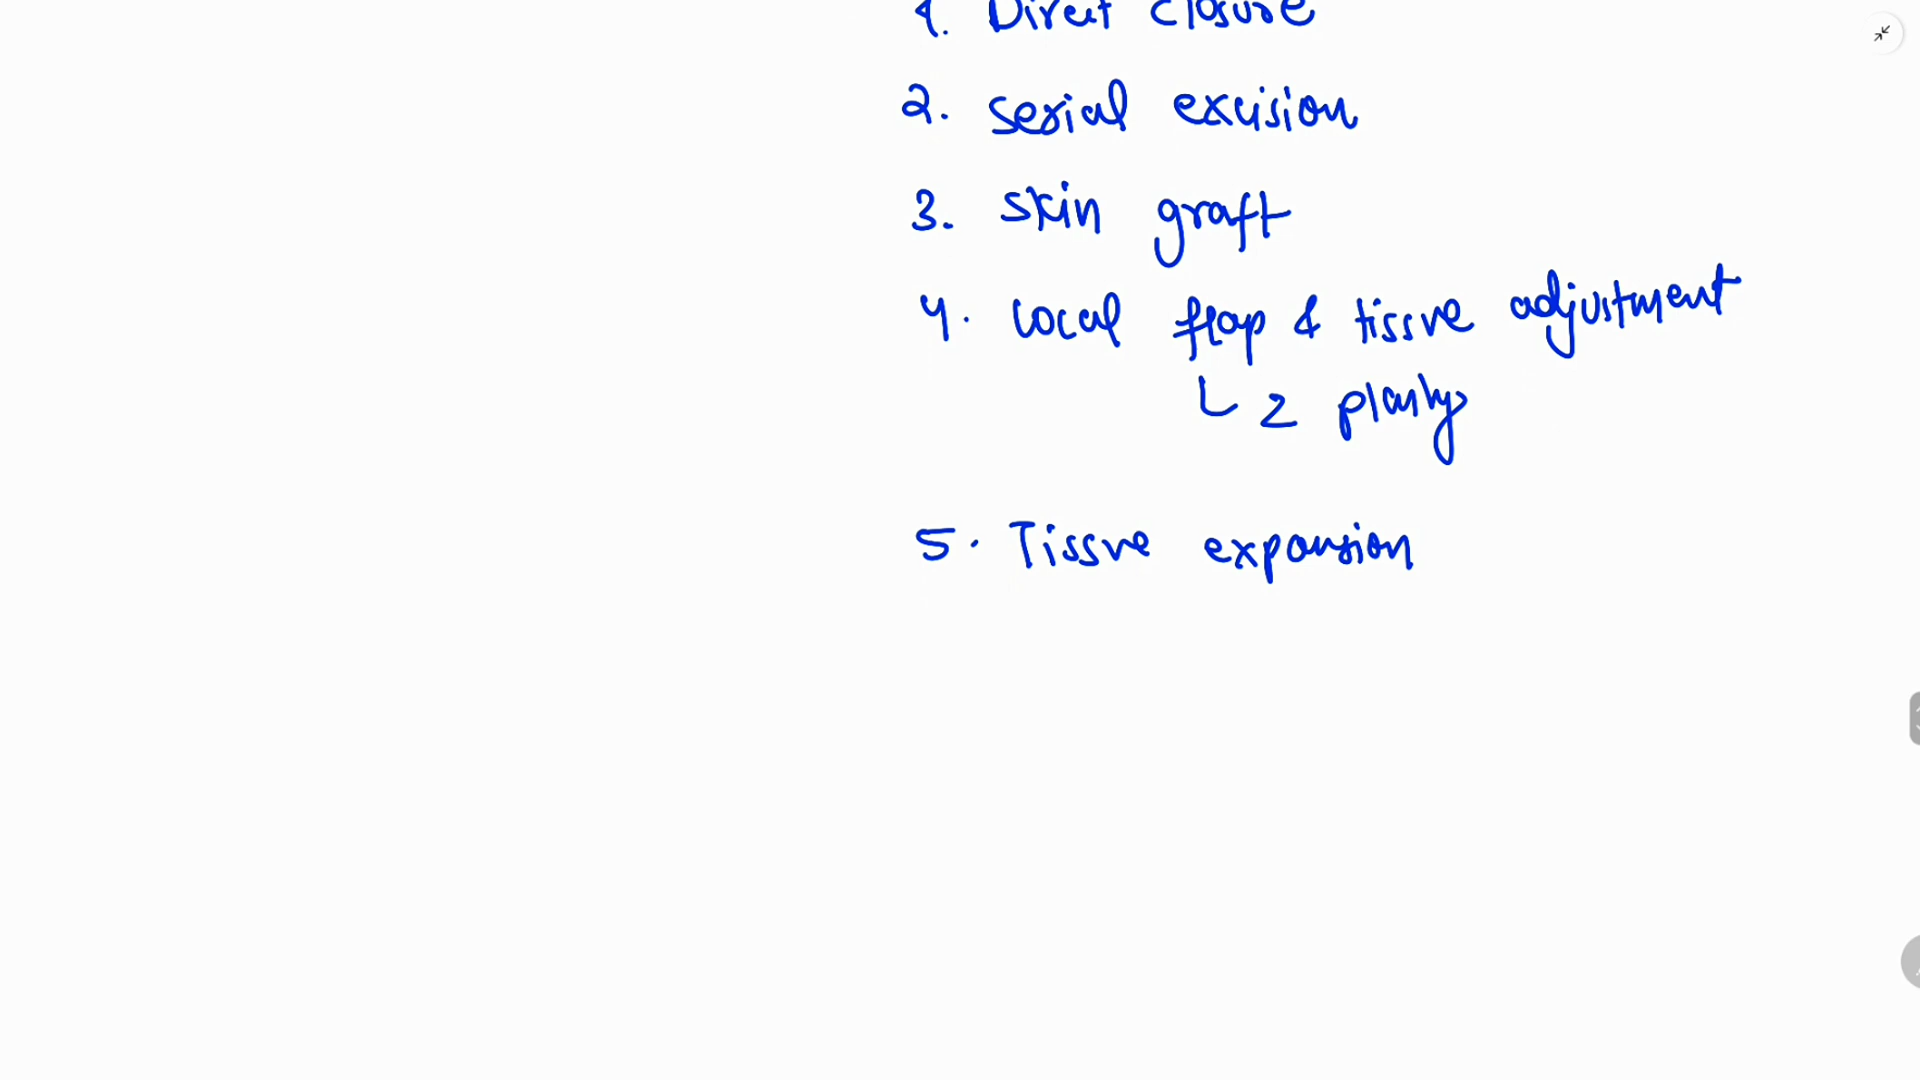 1. Direct closure
2. serial excision
3. skin graft
4. local flap & tissue adjustment
Z plasty
5. Tissue expansion